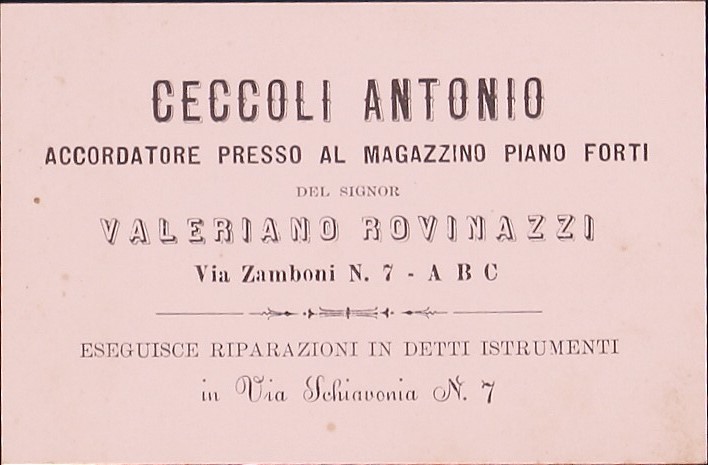 CECCOLI ANTONIO
ACCORDATORE PRESSO AL MAGAZZINO PIANO FORTI
DEL SIGNOR
VALERIANO ROVINAZZI
Via Zamboni N. 7 - A B C
ESEGUISCE RIPARAZIONI IN DETTI ISTRUMENTI
in Via Schiavonia N. 7